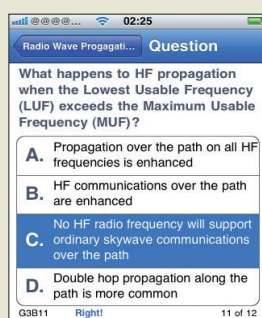 @@@@... 02:25
Radio Wave Progagati... Question
What happens to HF propagation
when the Lowest Usable Frequency
(LUF) exceeds the Maximum Usable
Frequency (MUF)?
A. Propagation over the path on all HF
frequencies is enhanced
B. HF communications over the path
are enhanced
C. No HF radio frequency will support
ordinary skywave communications
over the path
D. Double hop propagation along the
path is more common
G3B11 Right! 11 of 12